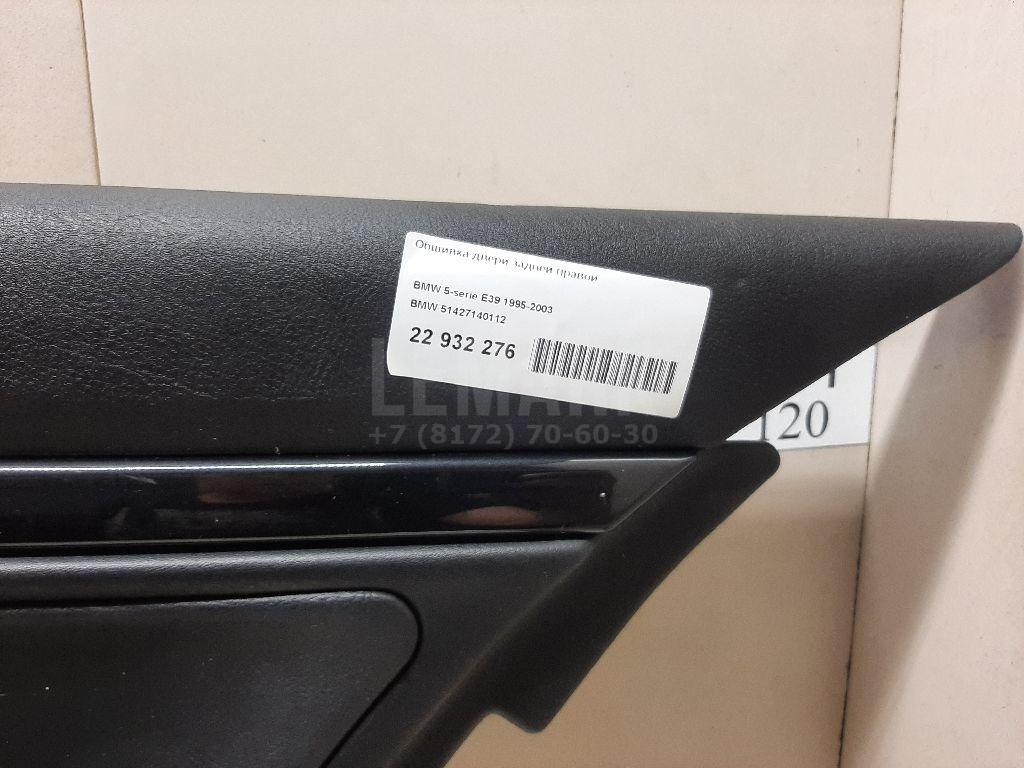 Обшивка двери задней правой
BMW 5-serie E39 1995-2003
BMW 51427140112
22 932 276
+7 (8172) 70-60-30
120